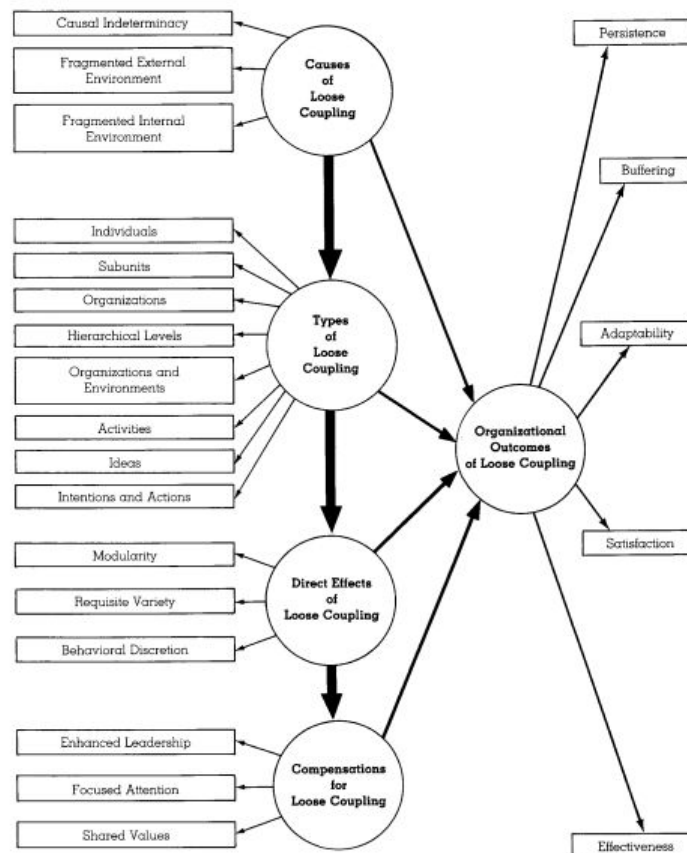 Causal Indeterminacy
Fragmented External
Environment
Fragmented Internal
Environment
Causes
of
Loose
Coupling
Individuals
Subunits
Organizations
Hierarchical Levels
Organizations and
Environments
Activities
Ideas
Intentions and Actions
Types
of
Loose
Coupling
Modularity
Requisite Variety
Behavioral Discretion
Direct Effects
of
Loose Coupling
Enhanced Leadership
Focused Attention
Shared Values
Compensations
for
Loose Coupling
Organizational
Outcomes
of Loose Coupling
Persistence
Buffering
Adaptability
Satisfaction
Effectiveness